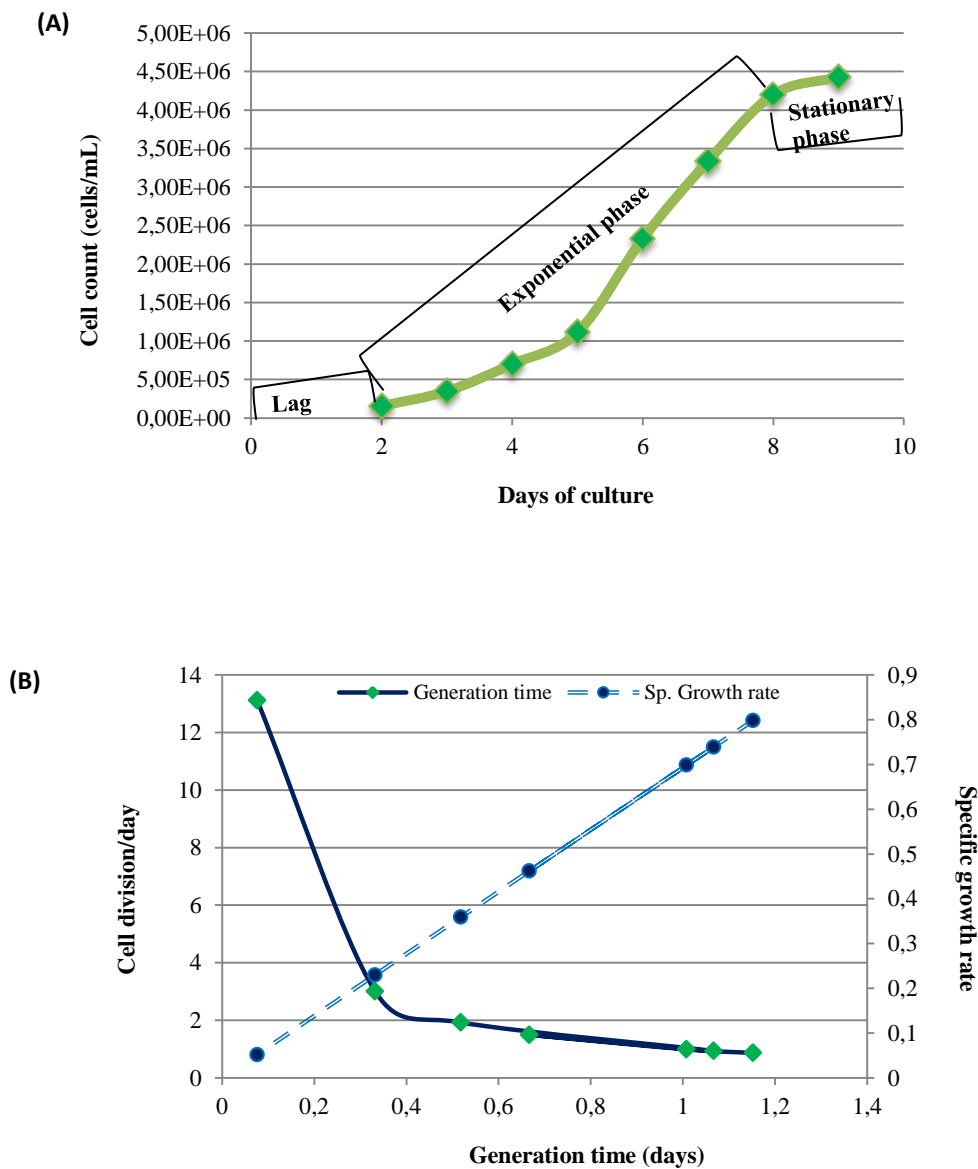 (A)
5,00E+06
4,50E+06
4,00E+06
3,50E+06
3,00E+06
2,50E+06
2,00E+06
1,50E+06
1,00E+06
5,00E+05
0,00E+00
Cell count (cells/mL)
Lag
Exponential phase
Stationary
phase
0 2 4 6 8 10
Days of culture
(B)
Generation time Sp. Growth rate
14
12
10
8
6
4
2
0
Cell division/day
0,9
0,8
0,7
0,6
0,5
0,4
0,3
0,2
0,1
0
Specific growth
rate
0 0,2 0,4 0,6 0,8 1 1,2 1,4
Generation time (days)